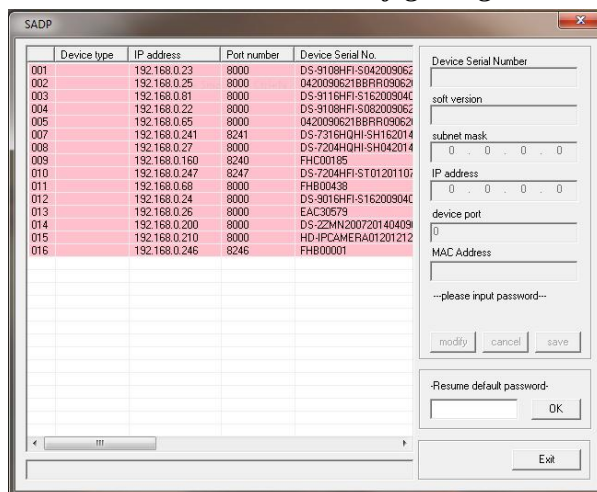 SADP
Device type IP address Port number Device Serial No.
001 192.168.0.23 8000 DS-9108HFI-S042009062
002 192.168.0.25 8000 0420090621BBRR09062(
003 192.168.0.81 8000 DS-9116HFI-S16200904C
004 192.168.0.22 8000 DS-9108HFI-S082009062
005 192.168.0.65 8000 0420090621BBRR09062(
007 192.168.0.241 8241 DS-7316HQHI-SH162014
008 192.168.0.27 8000 DS-7204HQHI-SH042014
009 192.168.0.160 8240 FHC00185
010 192.168.0.247 8247 DS-7204HFI-ST01201107
011 192.168.0.68 8000 FHB00438
012 192.168.0.24 8000 DS-9016HFI-S16200904C
013 192.168.0.26 8000 EAC30579
014 192.168.0.200 8000 DS-2ZMN200720140409(
015 192.168.0.210 8000 HD-IPCAMERA01201212
016 192.168.0.246 8246 FHB00001
Device Serial Number
soft version
subnet mask
0 . 0 . 0 . 0
IP address
0 . 0 . 0 . 0
device port
0
MAC Address
---please input password---
modify cancel save
-Resume default password-
OK
Exit